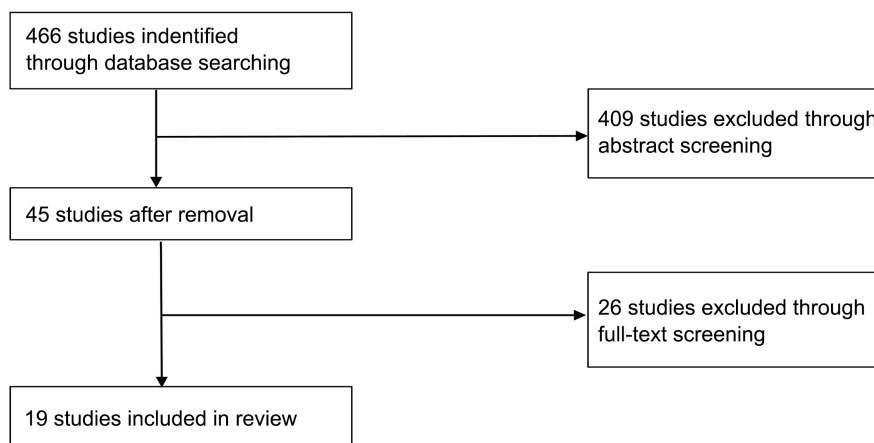 466 studies indentified
through database searching
409 studies excluded through
abstract screening
45 studies after removal
26 studies excluded through
full-text screening
19 studies included in review